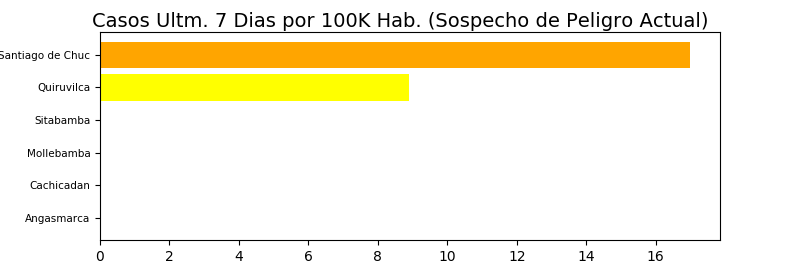 Casos Ultm. 7 Dias por 100K Hab. (Sospecho de Peligro Actual)
Santiago de Chuc
Quiruvilca
Sitabamba
Mollebamba
Cachicadan
Angasmarca
0 2 4 6 8 10 12 14 16